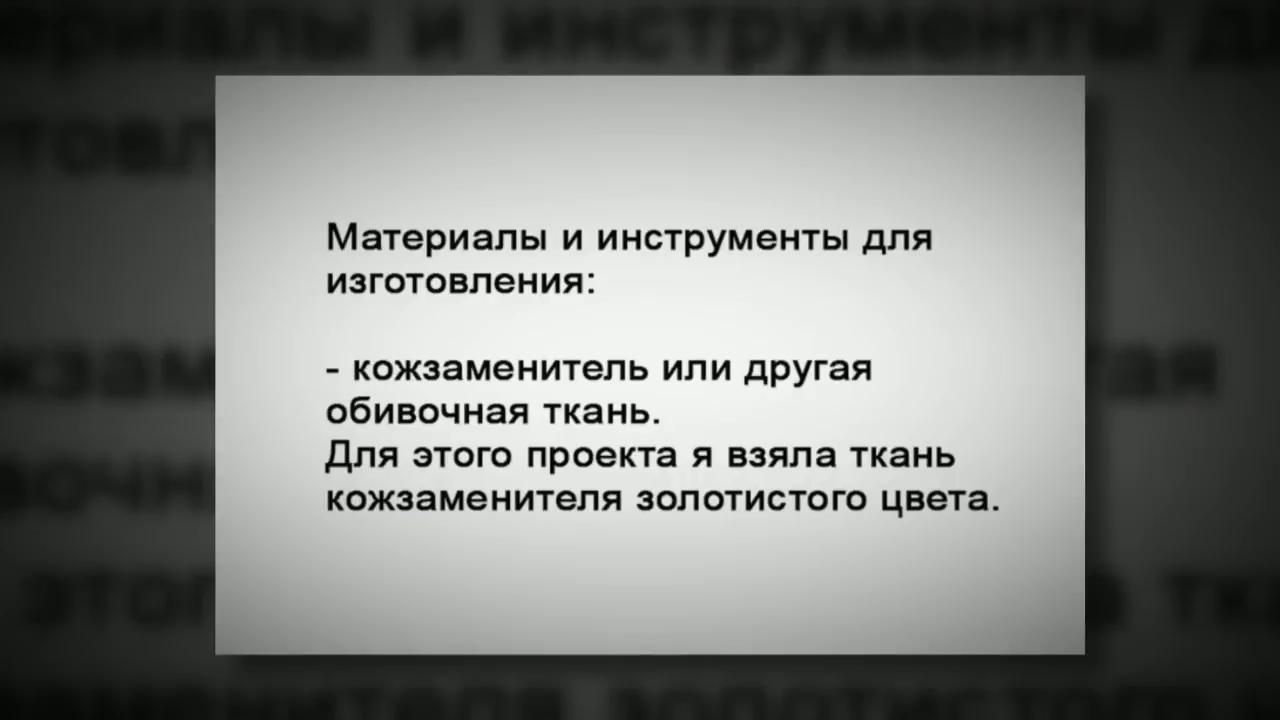 Материалы и инструменты для
изготовления:
- кожзаменитель или другая
обивочная ткань.
Для этого проекта я взяла ткань
кожзаменителя золотистого цвета.